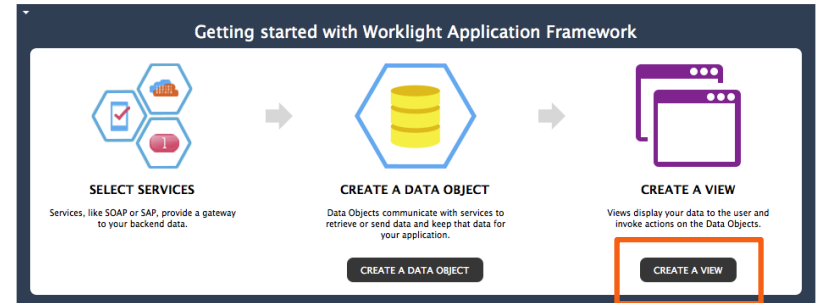 Getting started with Worklight Application Framework
1
SELECT SERVICES
Services, like SOAP or SAP, provide a gateway
to your backend data.
CREATE A DATA OBJECT
Data Objects communicate with services to
retrieve or send data and keep that data for
your application.
CREATE A DATA OBJECT
CREATE A VIEW
Views display your data to the user and
invoke actions on the Data Objects.
CREATE A VIEW